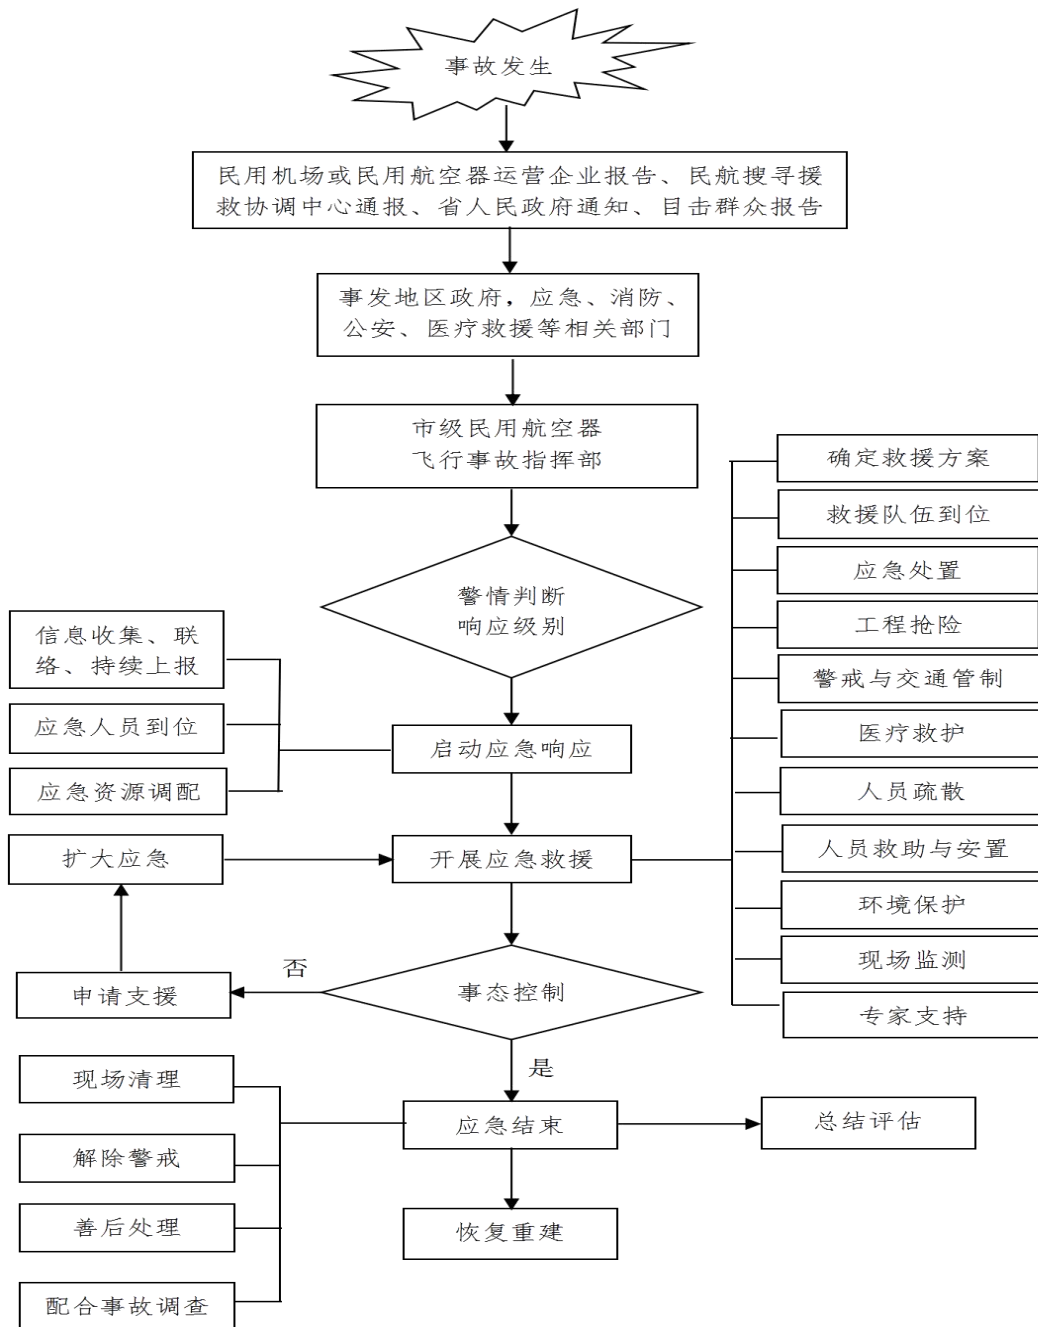 事故发生
民用机场或民用航空器运营企业报告、民航搜寻援
救协调中心通报、省人民政府通知、目击群众报告
事发地区政府，应急、消防、
公安、医疗救援等相关部门
市级民用航空器
飞行事故指挥部
确定救援方案
救援队伍到位
应急处置
工程抢险
警戒与交通管制
医疗救护
人员疏散
人员救助与安置
环境保护
现场监测
专家支持
警情判断
响应级别
信息收集、联
络、持续上报
应急人员到位
应急资源调配
启动应急响应
扩大应急
开展应急救援
否
申请支援
事态控制
是
现场清理
解除警戒
善后处理
配合事故调查
应急结束
总结评估
恢复重建